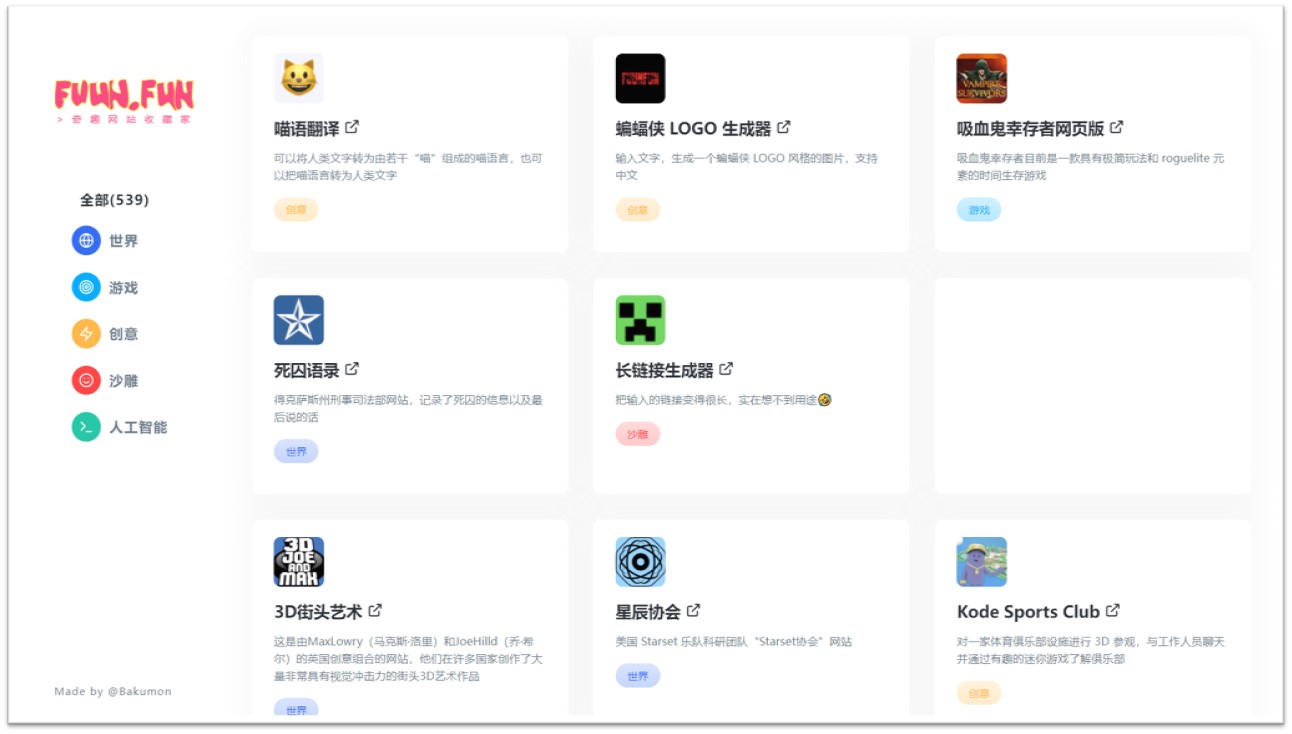 FUUN.FUN
> 奇趣网站收藏家
全部(539)
世界
游戏
创意
沙雕
人工智能
Made by @Bakumon
喵语翻译
可以将人类文字转为由若干“喵”组成的喵语言，也可
以把喵语言转为人类文字
创意
FUUNFUN
蝙蝠侠 LOGO 生成器
输入文字，生成一个蝙蝠侠 LOGO 风格的图片，支持
中文
创意
VAMPIRE
SURVIVORS
吸血鬼幸存者网页版
吸血鬼幸存者目前是一款具有极简玩法和 roguelite 元
素的时间生存游戏
游戏
死囚语录
得克萨斯州刑事司法部网站，记录了死囚的信息以及最
后说的话
世界
长链接生成器
把输入的链接变得很长，实在想不到用途🤣
沙雕
3D
JOE
AND
MAX
3D街头艺术
这是由MaxLowry（马克斯·洛里）和JoeHilld（乔·希
尔）的英国创意组合的网站，他们在许多国家创作了大
量非常具有视觉冲击力的街头3D艺术作品
世界
星辰协会
美国 Starset 乐队科研团队“Starset协会”网站
世界
Kode Sports Club
对一家体育俱乐部设施进行 3D 参观，与工作人员聊天
并通过有趣的迷你游戏了解俱乐部
创意